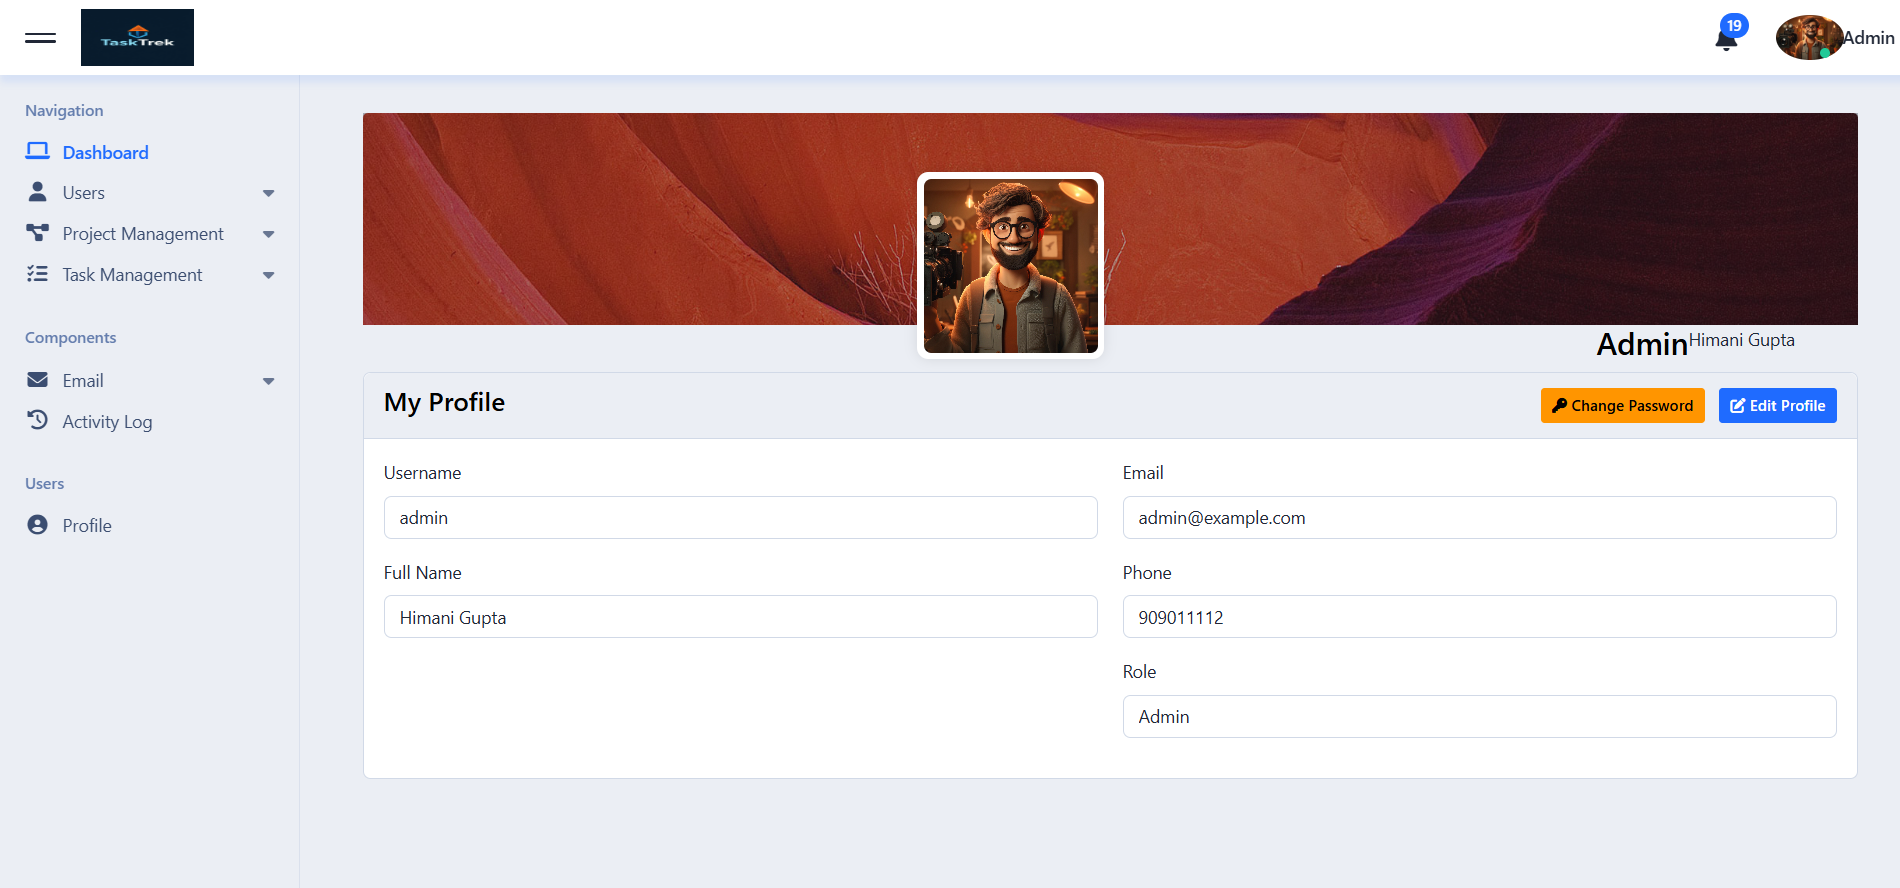 TaskTrek
19
Admin
Navigation
Dashboard
Users
Project Management
Task Management
Components
Email
Activity Log
Users
Profile
Admin Himani Gupta
My Profile
Change Password
Edit Profile
Username
admin
Email
admin@example.com
Full Name
Himani Gupta
Phone
909011112
Role
Admin